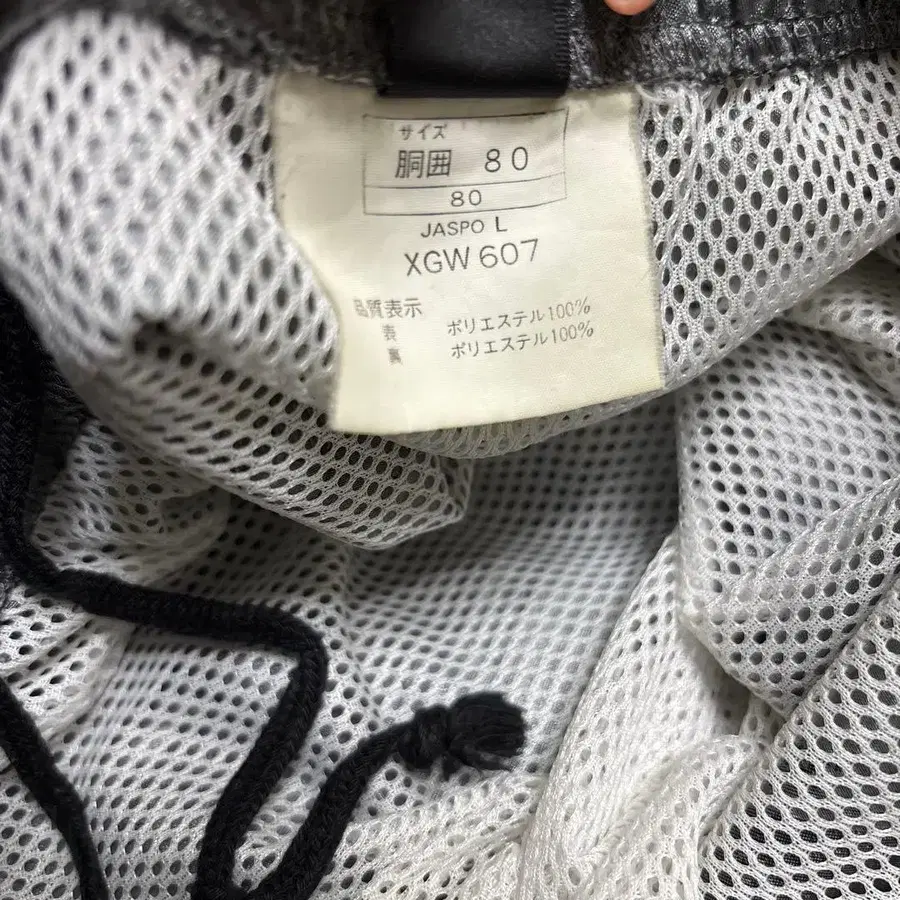 サイズ
胴囲 80
80
JASPO L
XGW 607
品質表示
表 ポリエステル100%
裏 ポリエステル100%